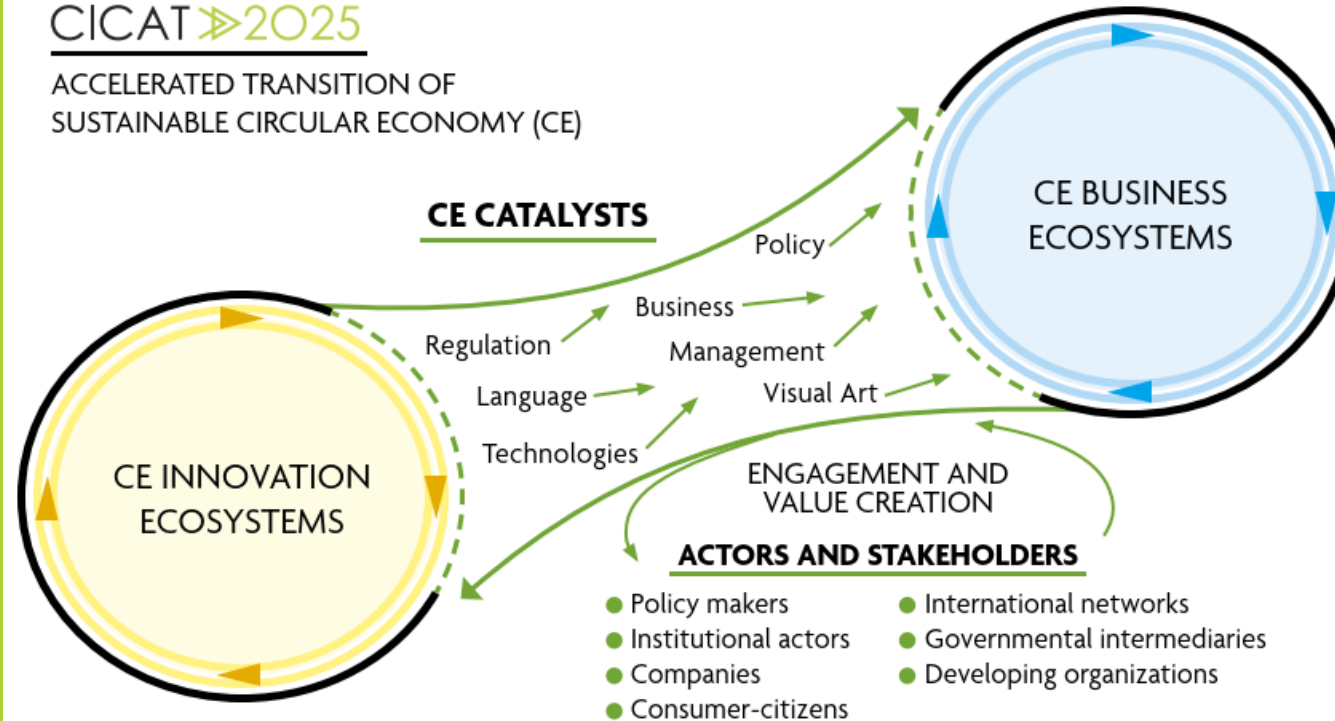 CICAT 2025
ACCELERATED TRANSITION OF
SUSTAINABLE CIRCULAR ECONOMY (CE)
CE CATALYSTS
Policy
Business
Regulation
Management
Language
Visual Art
Technologies
CE BUSINESS
ECOSYSTEMS
CE INNOVATION
ECOSYSTEMS
ENGAGEMENT AND
VALUE CREATION
ACTORS AND STAKEHOLDERS
Policy makers
Institutional actors
Companies
Consumer-citizens
International networks
Governmental intermediaries
Developing organizations